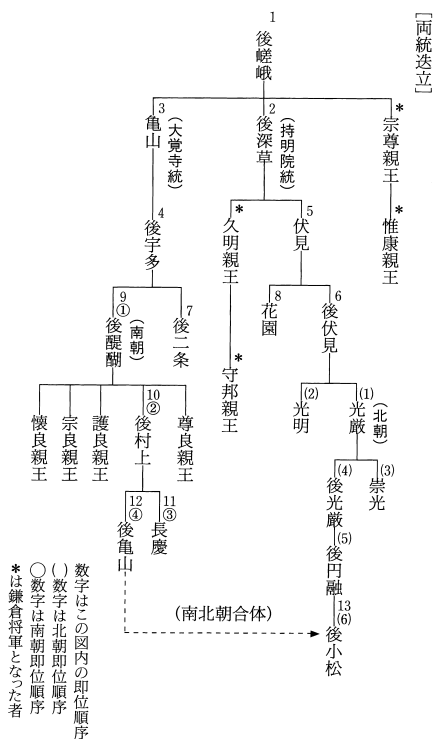 ［両統迭立］
1
後嵯峨
*
宗尊親王
*
惟康親王
2
後深草
（持明院統）
3
亀山
（大覚寺統）
5
伏見
*
久明親王
*
守邦親王
4
後宇多
6
後伏見
8
花園
7
後二条
9
①
後醍醐
（南朝）
(1)
光厳
（北朝）
(2)
光明
(3)
崇光
(4)
後光厳
(5)
後円融
13
(6)
後小松
尊良親王
10
②
後村上
護良親王
宗良親王
懐良親王
11
③
長慶
12
④
後亀山
（南北朝合体）
数字はこの図内の即位順序
( )数字は北朝即位順序
○数字は南朝即位順序
*は鎌倉将軍となった者